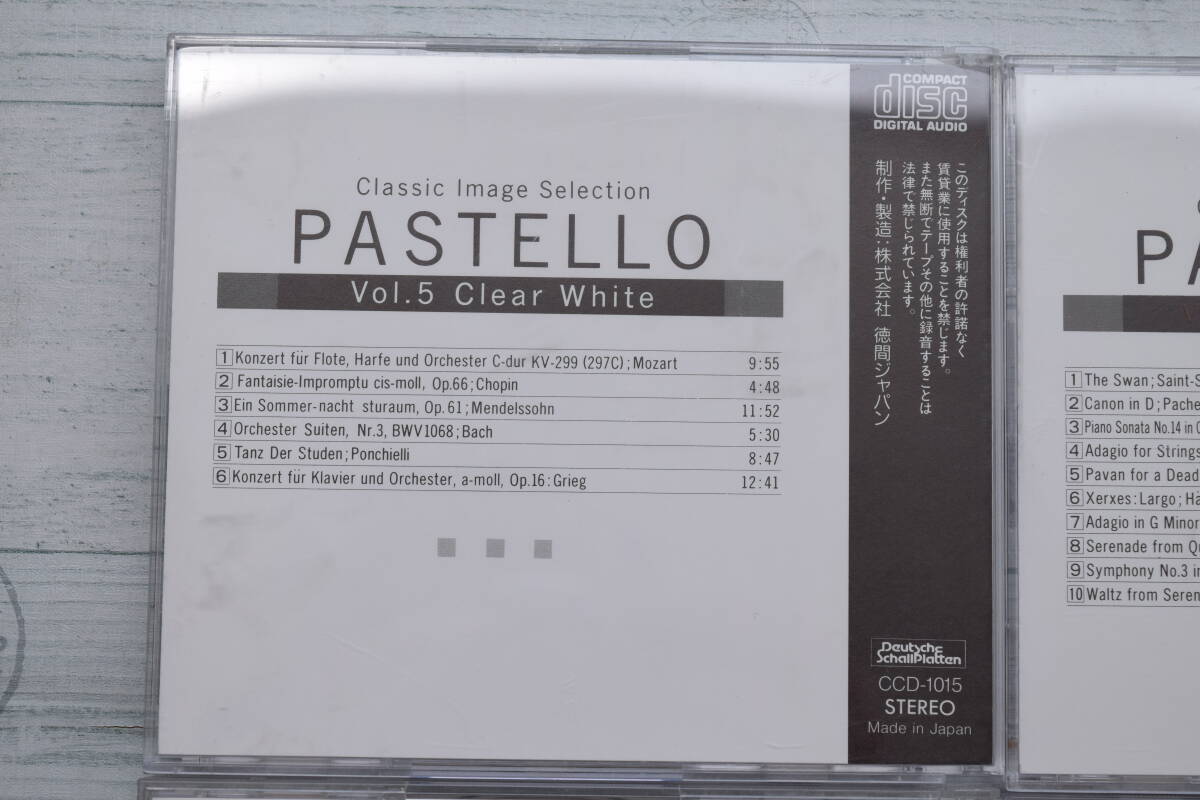 Classic Image Selection
PASTELLO
Vol.5 Clear White
1 Konzert für Flote, Harfe und Orchester C-dur KV-299 (297C) ; Mozart 9:55
2 Fantaisie-Impromptu cis-moll, Op.66 ; Chopin 4:48
3 Ein Sommer-nacht sturaum, Op.61 ; Mendelssohn 11:52
4 Orchester Suiten, Nr.3, BWV1068 ; Bach 5:30
5 Tanz Der Studen ; Ponchielli 8:47
6 Konzert für Klavier und Orchester, a-moll, Op.16 : Grieg 12:41
COMPACT
disc
DIGITAL AUDIO
このディスクは権利者の許諾なく
賃貸業に使用することを禁じます。
また無断でテープその他に録音することは
法律で禁じられています。
制作・製造:株式会社 徳間ジャパン
Deutsche
SchallPlatten
CCD-1015
STEREO
Made in Japan
PA
1 The Swan ; Saint-S
2 Canon in D ; Pache
3 Piano Sonata No.14 in C
4 Adagio for Strings
5 Pavan for a Dead
6 Xerxes : Largo ; Hä
7 Adagio in G Minor
8 Serenade from Qu
9 Symphony No.3 in
10 Waltz from Seren